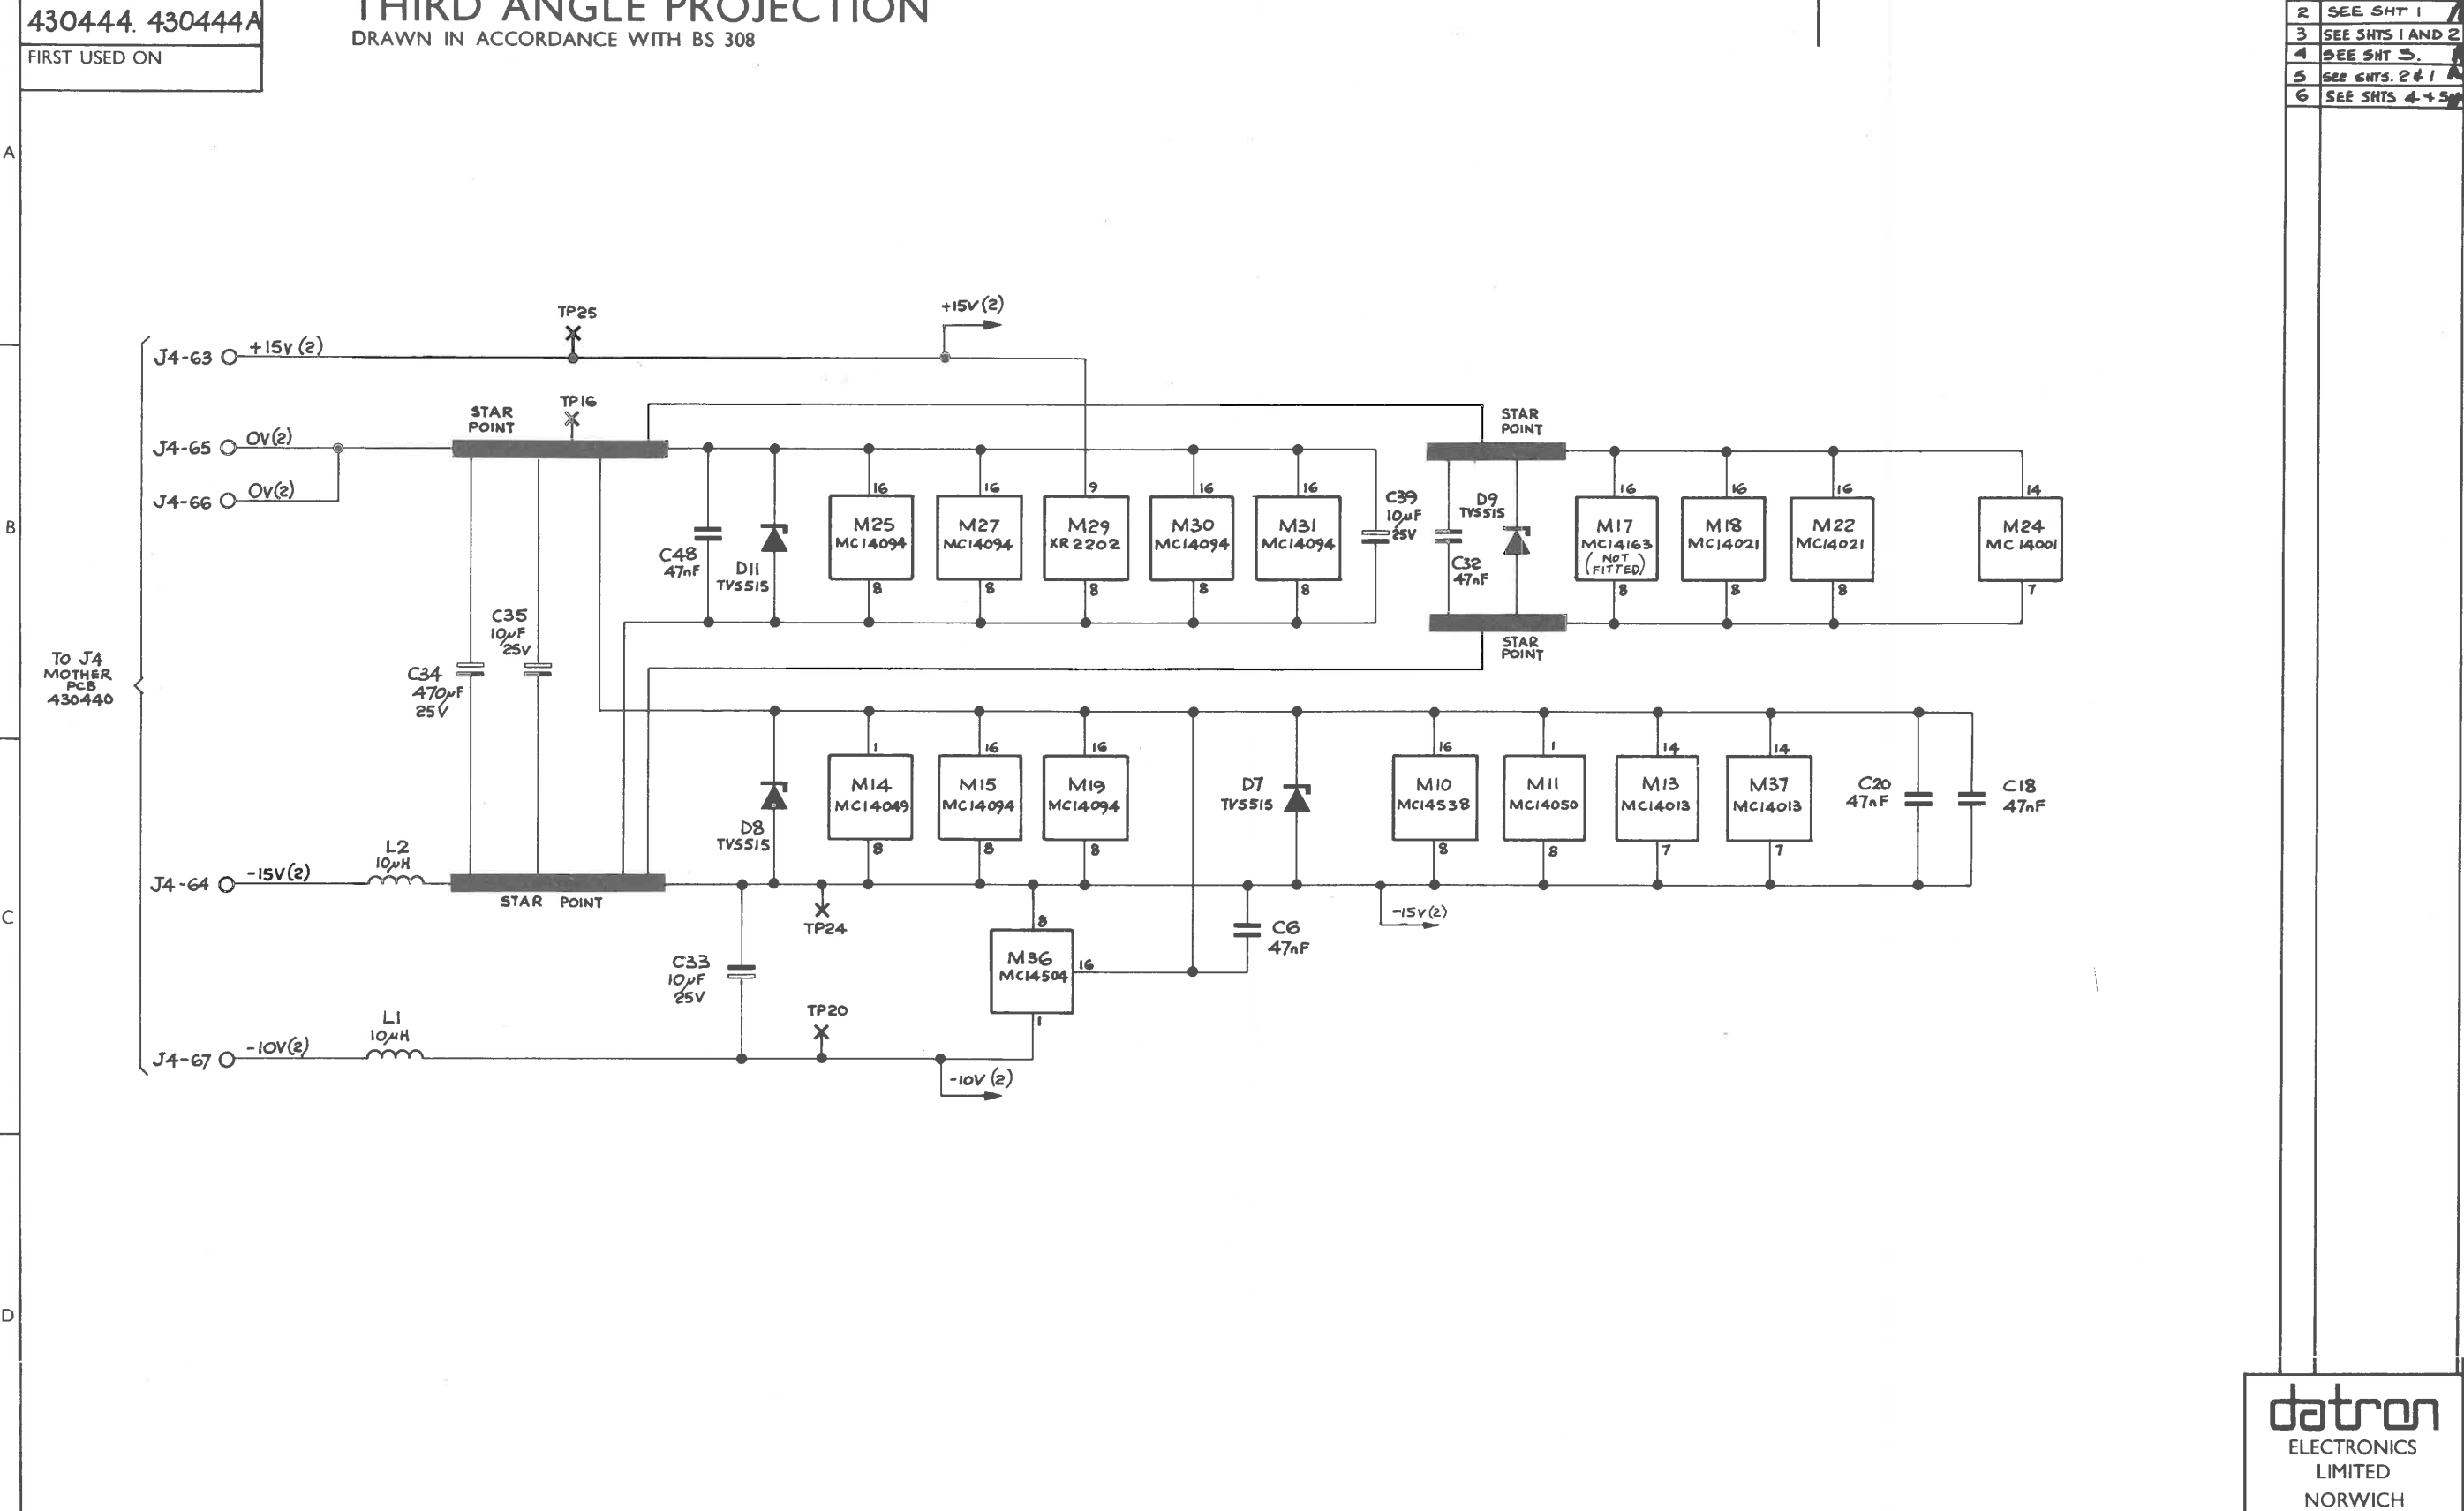 430444. 430444A
FIRST USED ON
THIRD ANGLE PROJECTION
DRAWN IN ACCORDANCE WITH BS 308
2 SEE SHT 1
3 SEE SHTS 1 AND 2
4 SEE SHT 3.
5 SEE SHTS. 2 & 1
6 SEE SHTS 4 + 5
A
B
C
D
TP25
+15V (2)
J4-63
+15V (2)
STAR
POINT
TP16
STAR
POINT
J4-65
0V(2)
J4-66
0V(2)
16
16
9
16
16
16
16
16
14
C48
47nF
D11
TVS515
M25
MC14094
M27
MC14094
M29
XR2202
M30
MC14094
M31
MC14094
C39
10µF
25V
D9
TVS515
C32
47nF
M17
MC14163
(NOT
FITTED)
M18
MC14021
M22
MC14021
M24
MC14001
8
8
8
8
8
8
8
8
7
C35
10µF
25V
STAR
POINT
TO J4
MOTHER
PCB
430440
C34
470µF
25V
1
16
16
16
1
14
14
D8
TVS515
M14
MC14049
M15
MC14094
M19
MC14094
D7
TVS515
M10
MC14538
M11
MC14050
M13
MC14013
M37
MC14013
C20
47nF
C18
47nF
8
8
8
8
8
7
7
L2
10µH
J4-64
-15V(2)
STAR POINT
TP24
8
-15V(2)
C6
47nF
C33
10µF
25V
M36
MC14504
16
1
TP20
L1
10µH
J4-67
-10V(2)
-10V (2)
datron
ELECTRONICS
LIMITED
NORWICH